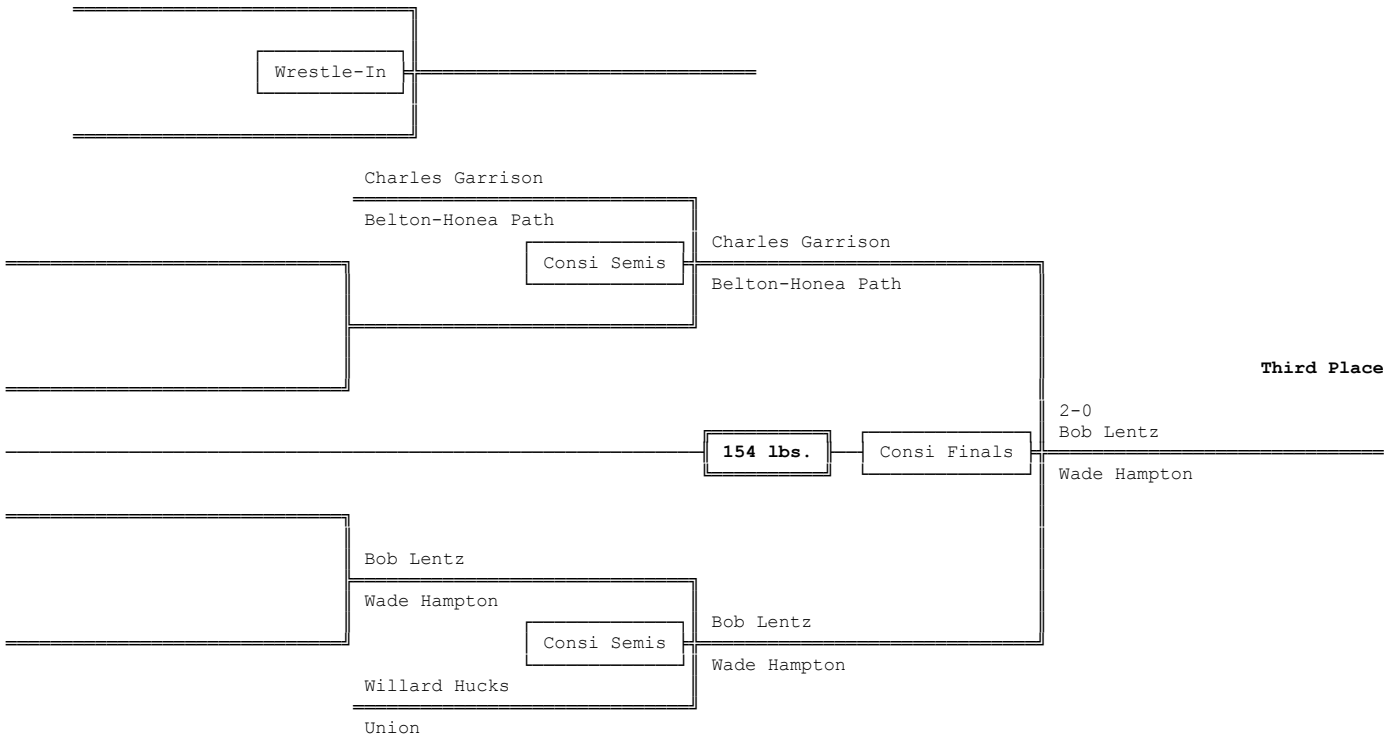 Wrestle-In
Charles Garrison
Belton-Honea Path
Consi Semis
Charles Garrison
Belton-Honea Path
Third Place
2-0
Bob Lentz
154 lbs.
Consi Finals
Wade Hampton
Bob Lentz
Wade Hampton
Consi Semis
Bob Lentz
Wade Hampton
Willard Hucks
Union